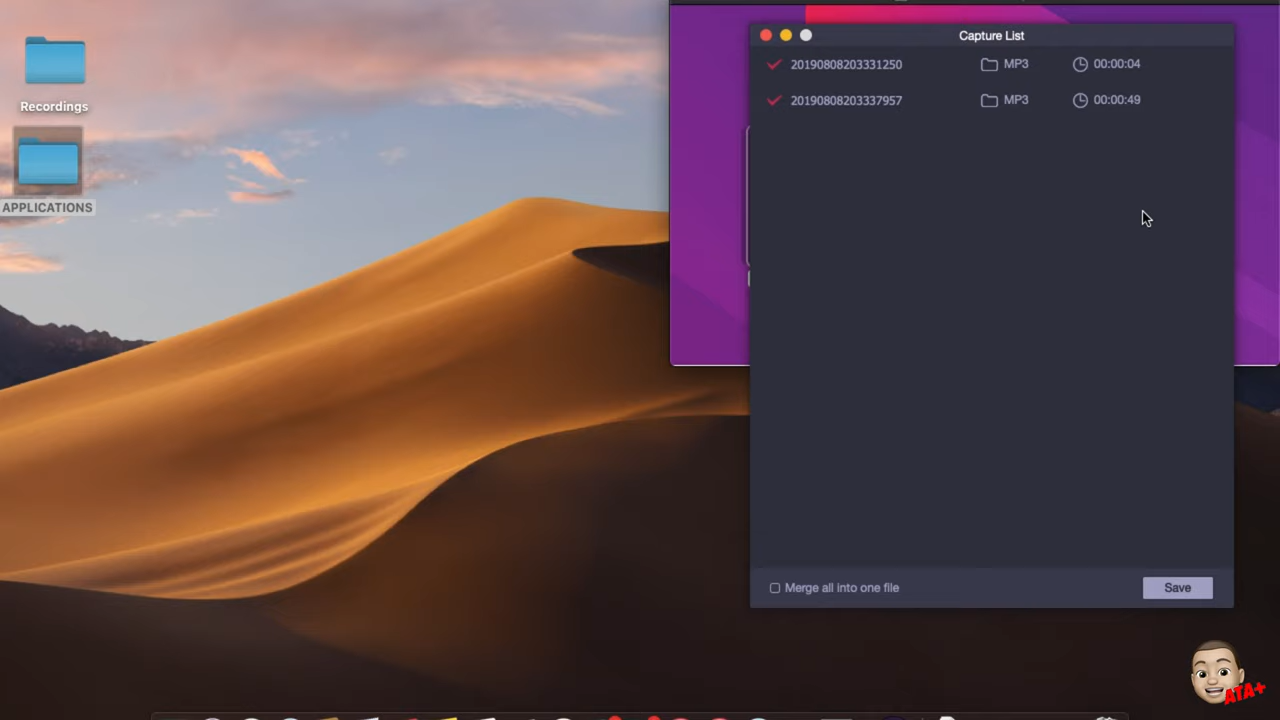 Recordings
APPLICATIONS
Capture List
20190808203331250 MP3 00:00:04
20190808203337957 MP3 00:00:49
Merge all into one file
Save
ATA+